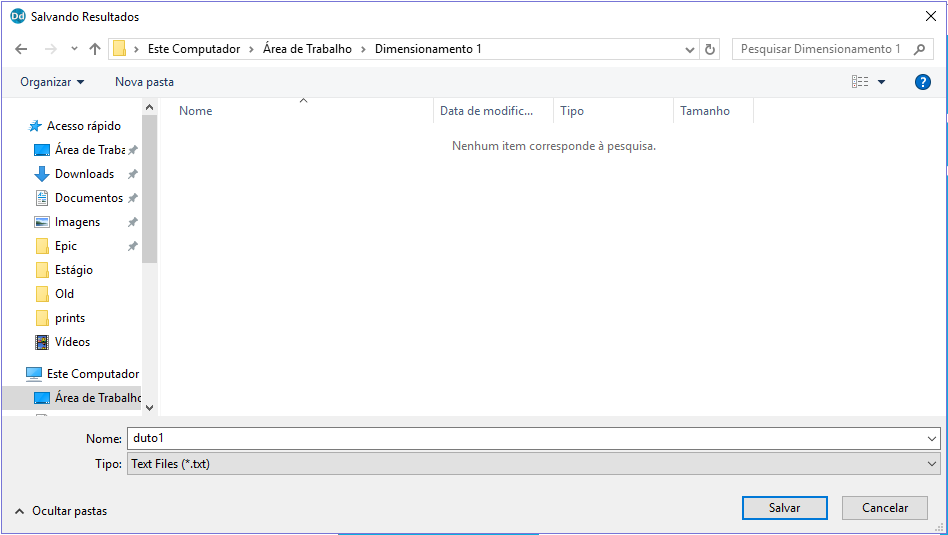 Dd Salvando Resultados
Este Computador > Área de Trabalho > Dimensionamento 1
Pesquisar Dimensionamento 1
Organizar
Nova pasta
?
Nome
Data de modific...
Tipo
Tamanho
Nenhum item corresponde à pesquisa.
Acesso rápido
Área de Traba
Downloads
Documentos
Imagens
Epic
Estágio
Old
prints
Vídeos
Este Computador
Área de Trabalho
Nome: duto1
Tipo: Text Files (*.txt)
Ocultar pastas
Salvar
Cancelar